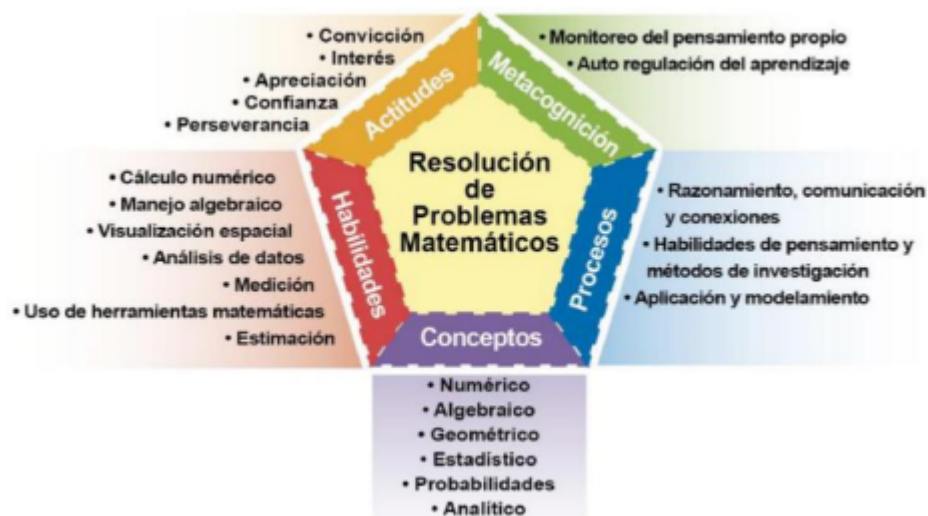 • Convicción
• Interés
• Apreciación
• Confianza
• Perseverancia
Actitudes
• Monitoreo del pensamiento propio
• Auto regulación del aprendizaje
Metacognición
Resolución
de
Problemas
Matemáticos
• Cálculo numérico
• Manejo algebraico
• Visualización espacial
• Análisis de datos
• Medición
• Uso de herramientas matemáticas
• Estimación
Habilidades
Procesos
• Razonamiento, comunicación
y conexiones
• Habilidades de pensamiento y
métodos de investigación
• Aplicación y modelamiento
Conceptos
• Numérico
• Algebraico
• Geométrico
• Estadístico
• Probabilidades
• Analítico